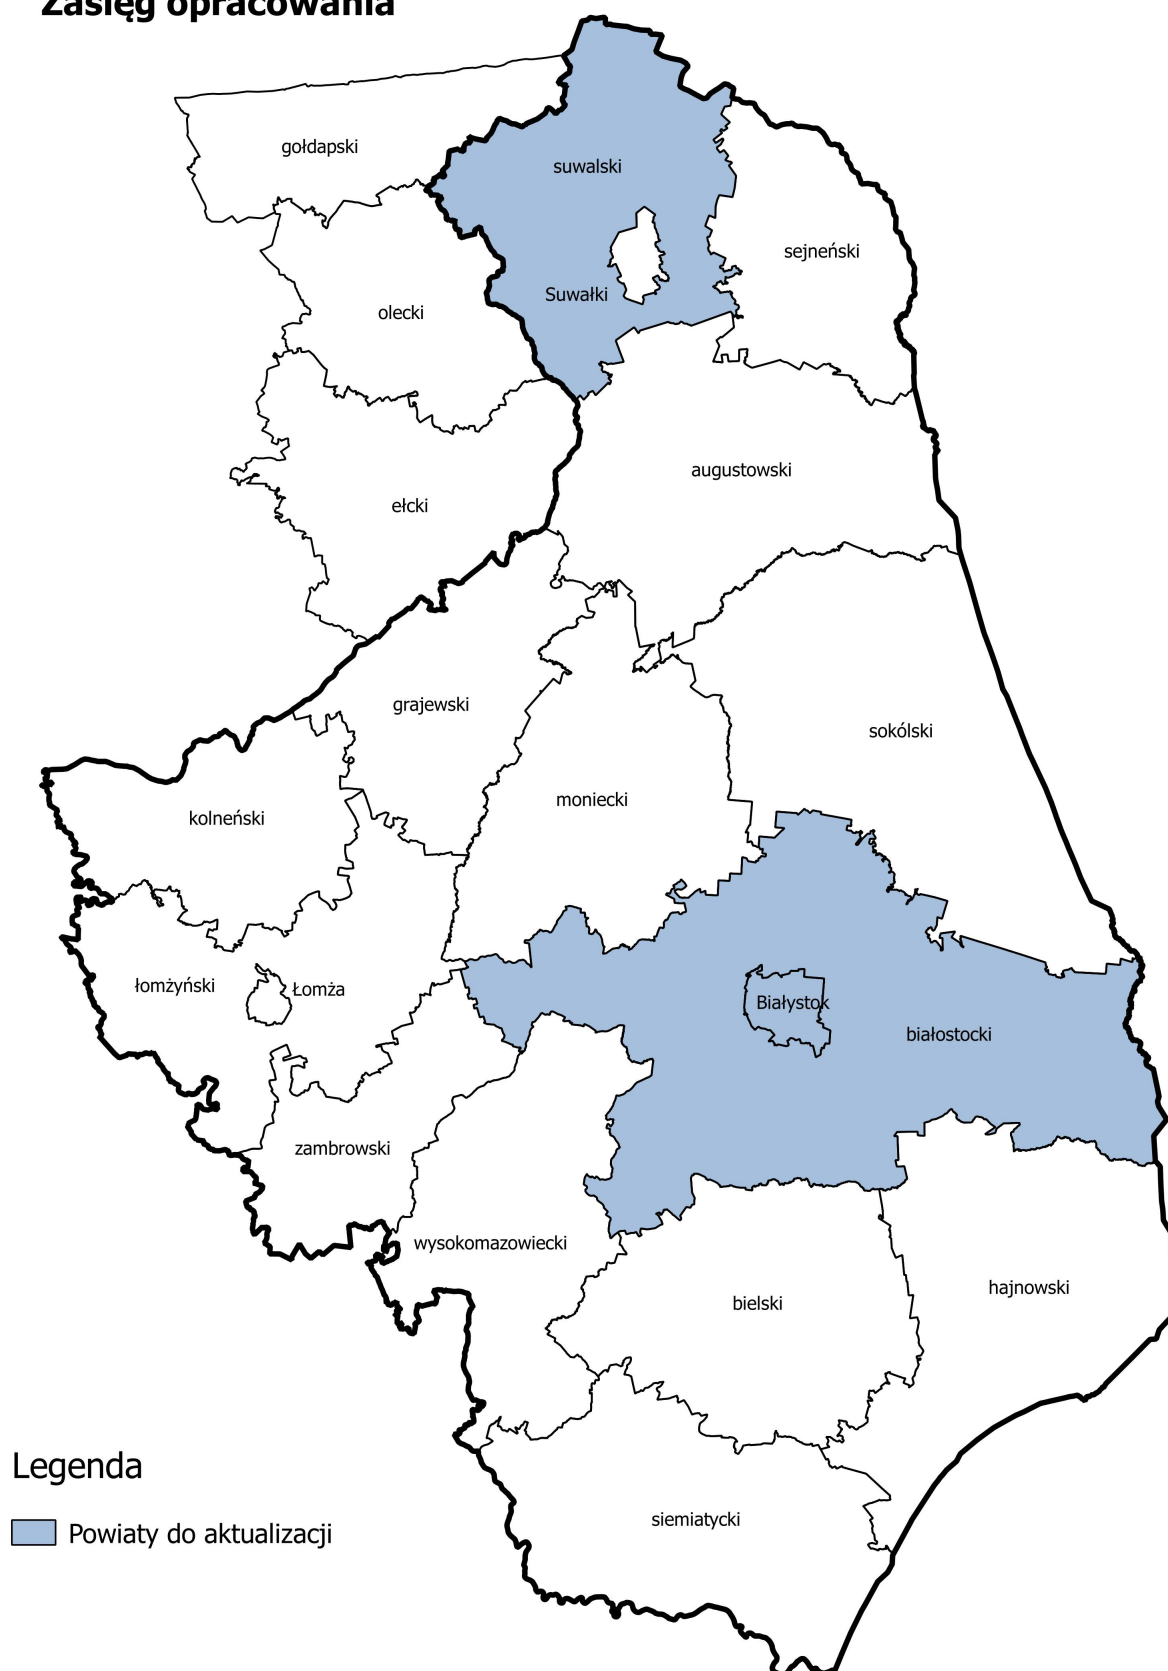 Zasięg opracowania
gołdapski
suwalski
sejneński
Suwałki
olecki
augustowski
ełcki
grajewski
sokólski
moniecki
kolneński
łomżyński
Łomża
Białystok
białostocki
zambrowski
wysokomazowiecki
hajnowski
bielski
Legenda
siemiatycki
Powiaty do aktualizacji